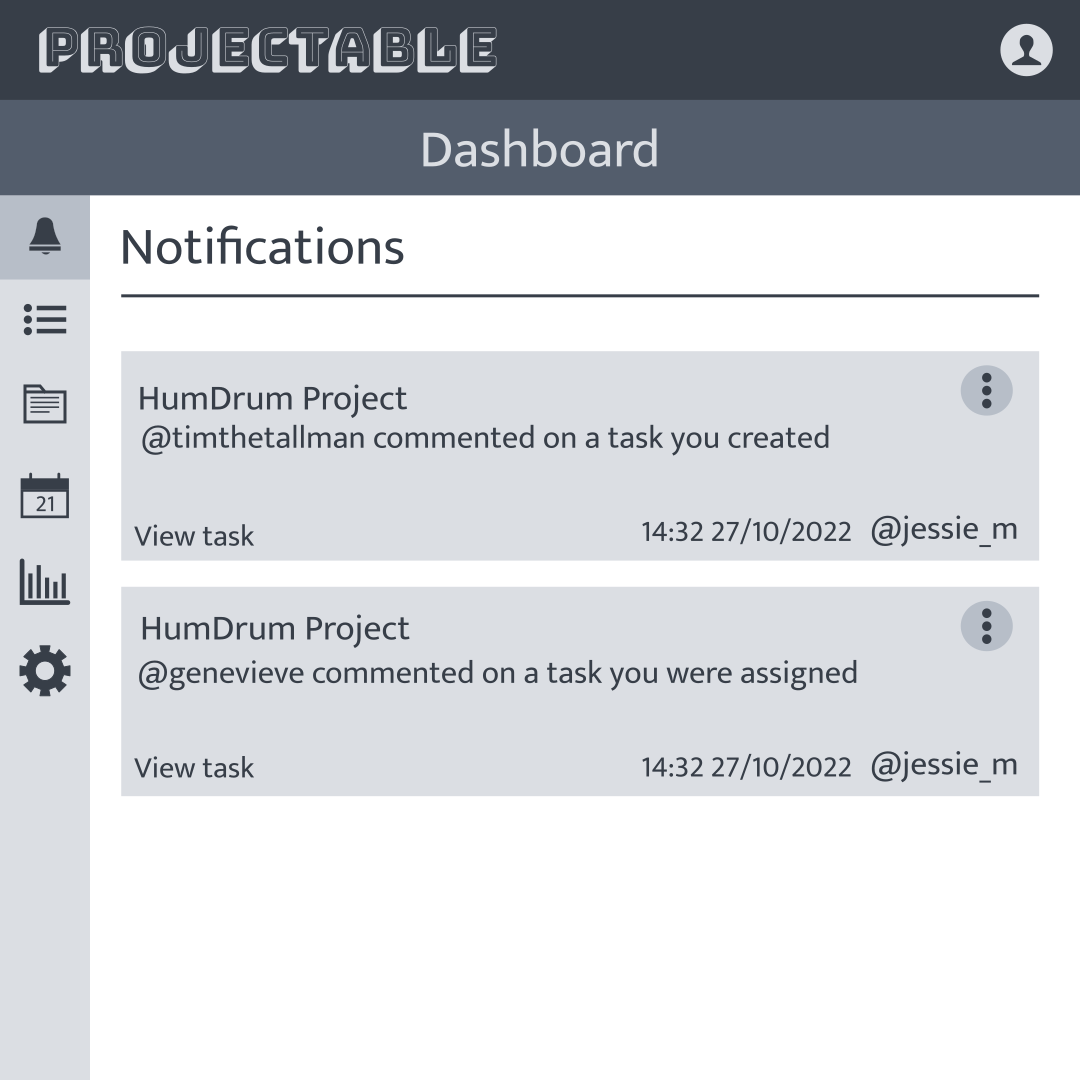 PROJECTABLE
Dashboard
Notifications
HumDrum Project
@timthetallman commented on a task you created
View task 14:32 27/10/2022 @jessie_m
21
HumDrum Project
@genevieve commented on a task you were assigned
View task 14:32 27/10/2022 @jessie_m